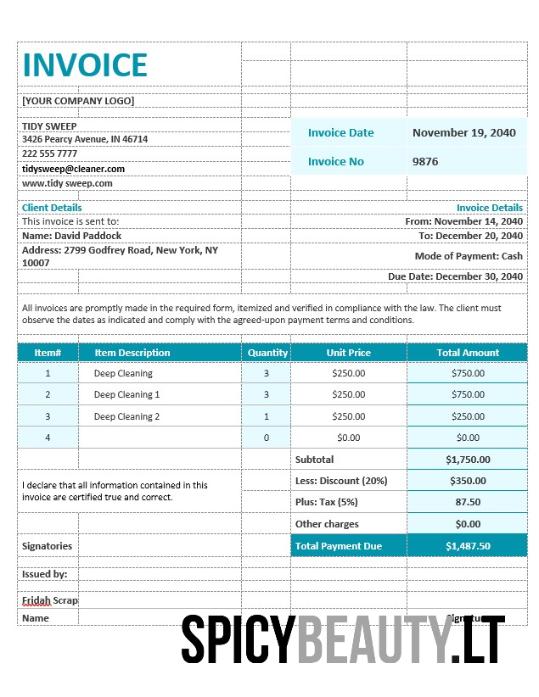 INVOICE
[YOUR COMPANY LOGO]
TIDY SWEEP
3426 Pearcy Avenue, IN 46714
222 555 7777
tidysweep@cleaner.com
www.tidy sweep.com
Invoice Date November 19, 2040
Invoice No 9876
Client Details Invoice Details
This invoice is sent to: From: November 14, 2040
Name: David Paddock To: December 20, 2040
Address: 2799 Godfrey Road, New York, NY
10007
Mode of Payment: Cash
Due Date: December 30, 2040
All invoices are promptly made in the required form, itemized and verified in compliance with the law. The client must
observe the dates as indicated and comply with the agreed-upon payment terms and conditions.
Item# Item Description Quantity Unit Price Total Amount
1 Deep Cleaning 3 $250.00 $750.00
2 Deep Cleaning 1 3 $250.00 $750.00
3 Deep Cleaning 2 1 $250.00 $250.00
4 0 $0.00 $0.00
Subtotal $1,750.00
I declare that all information contained in this
invoice are certified true and correct.
Less: Discount (20%) $350.00
Plus: Tax (5%) 87.50
Other charges $0.00
Signatories Total Payment Due $1,487.50
Issued by:
Fridah Scrap
Name
SPICYBEAUTY.LT